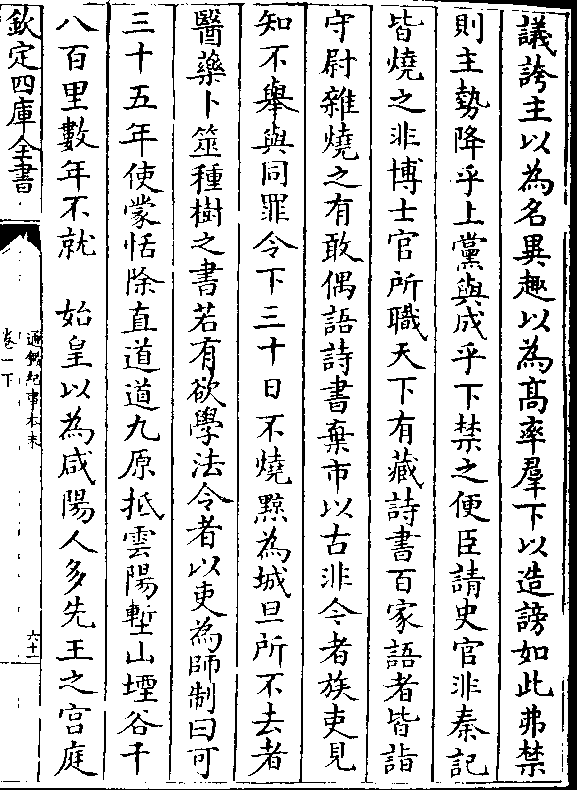 議誇主以為名異趣以為髙率羣下以造謗如此弗禁
則主勢降乎上黨與成乎下禁之便臣請史官非秦記
皆燒之非博士官所職天下有藏詩書百家語者皆詣
守尉雜燒之有敢偶語詩書棄市以古非今者族吏見
知不舉與同罪令下三十日不燒黥為城旦所不去者
醫藥卜筮種樹之書若有欲學法令者以吏為師制曰可
三十五年使蒙恬除直道道九原抵雲陽塹山堙谷千
八百里數年不就　始皇以為咸陽人多先王之宫庭
欽定四庫全書
通鑑紀事本末
卷一下
六十一